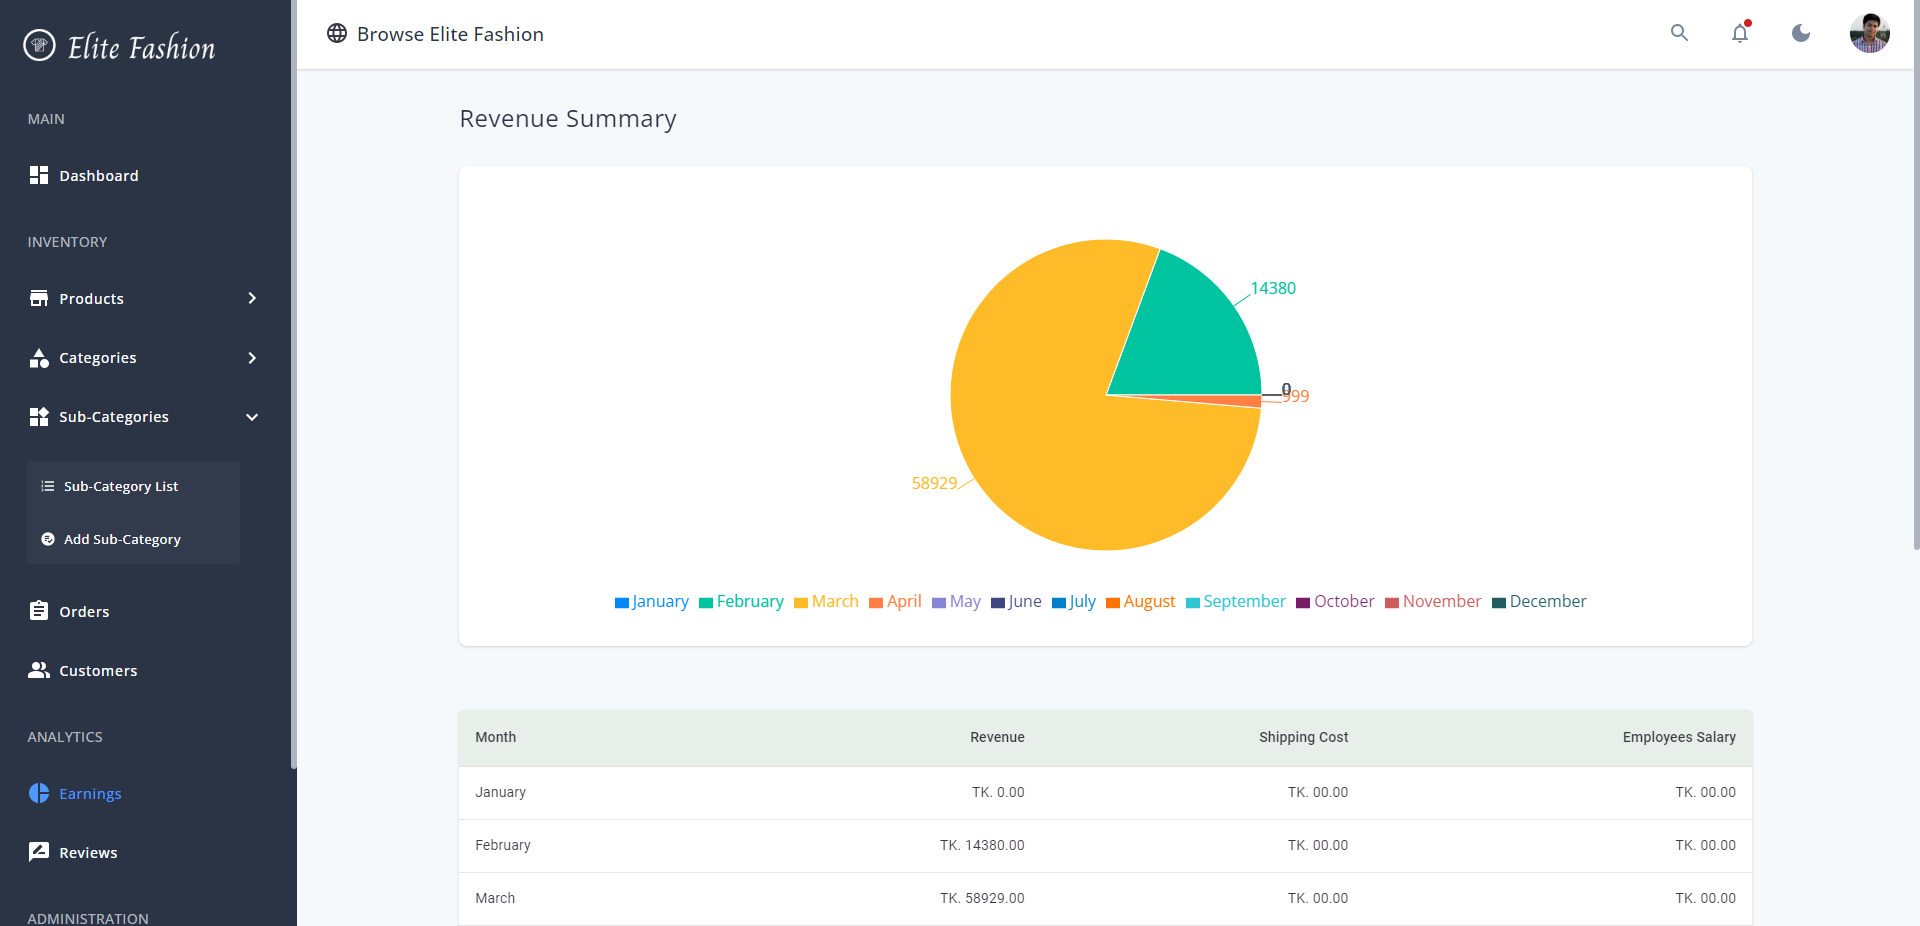 Elite Fashion
MAIN
Dashboard
INVENTORY
Products
Categories
Sub-Categories
Sub-Category List
Add Sub-Category
Orders
Customers
ANALYTICS
Earnings
Reviews
ADMINISTRATION
Browse Elite Fashion
Revenue Summary
14380
0
999
58929
January February March April May June July August September October November December
Month Revenue Shipping Cost Employees Salary
January TK. 0.00 TK. 00.00 TK. 00.00
February TK. 14380.00 TK. 00.00 TK. 00.00
March TK. 58929.00 TK. 00.00 TK. 00.00